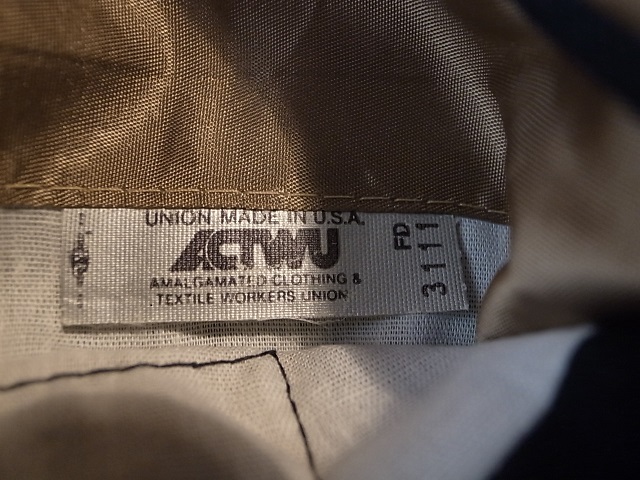 UNION MADE IN U.S.A.
ACTWU
AMALGAMATED CLOTHING &
TEXTILE WORKERS UNION
FD
3111